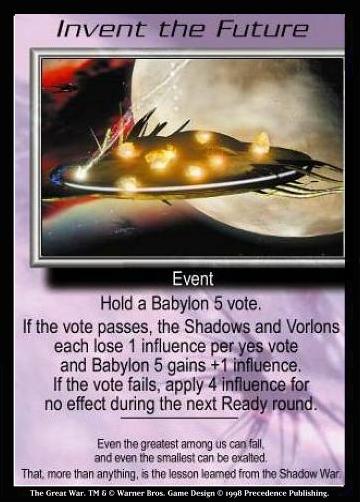 Invent the Future
Event
Hold a Babylon 5 vote.
If the vote passes, the Shadows and Vorlons
each lose 1 influence per yes vote
and Babylon 5 gains +1 influence.
If the vote fails, apply 4 influence for
no effect during the next Ready round.
Even the greatest among us can fall,
and even the smallest can be exalted.
That, more than anything, is the lesson learned from the Shadow War.
The Great War. TM & © Warner Bros. Game Design © 1998 Precedence Publishing.